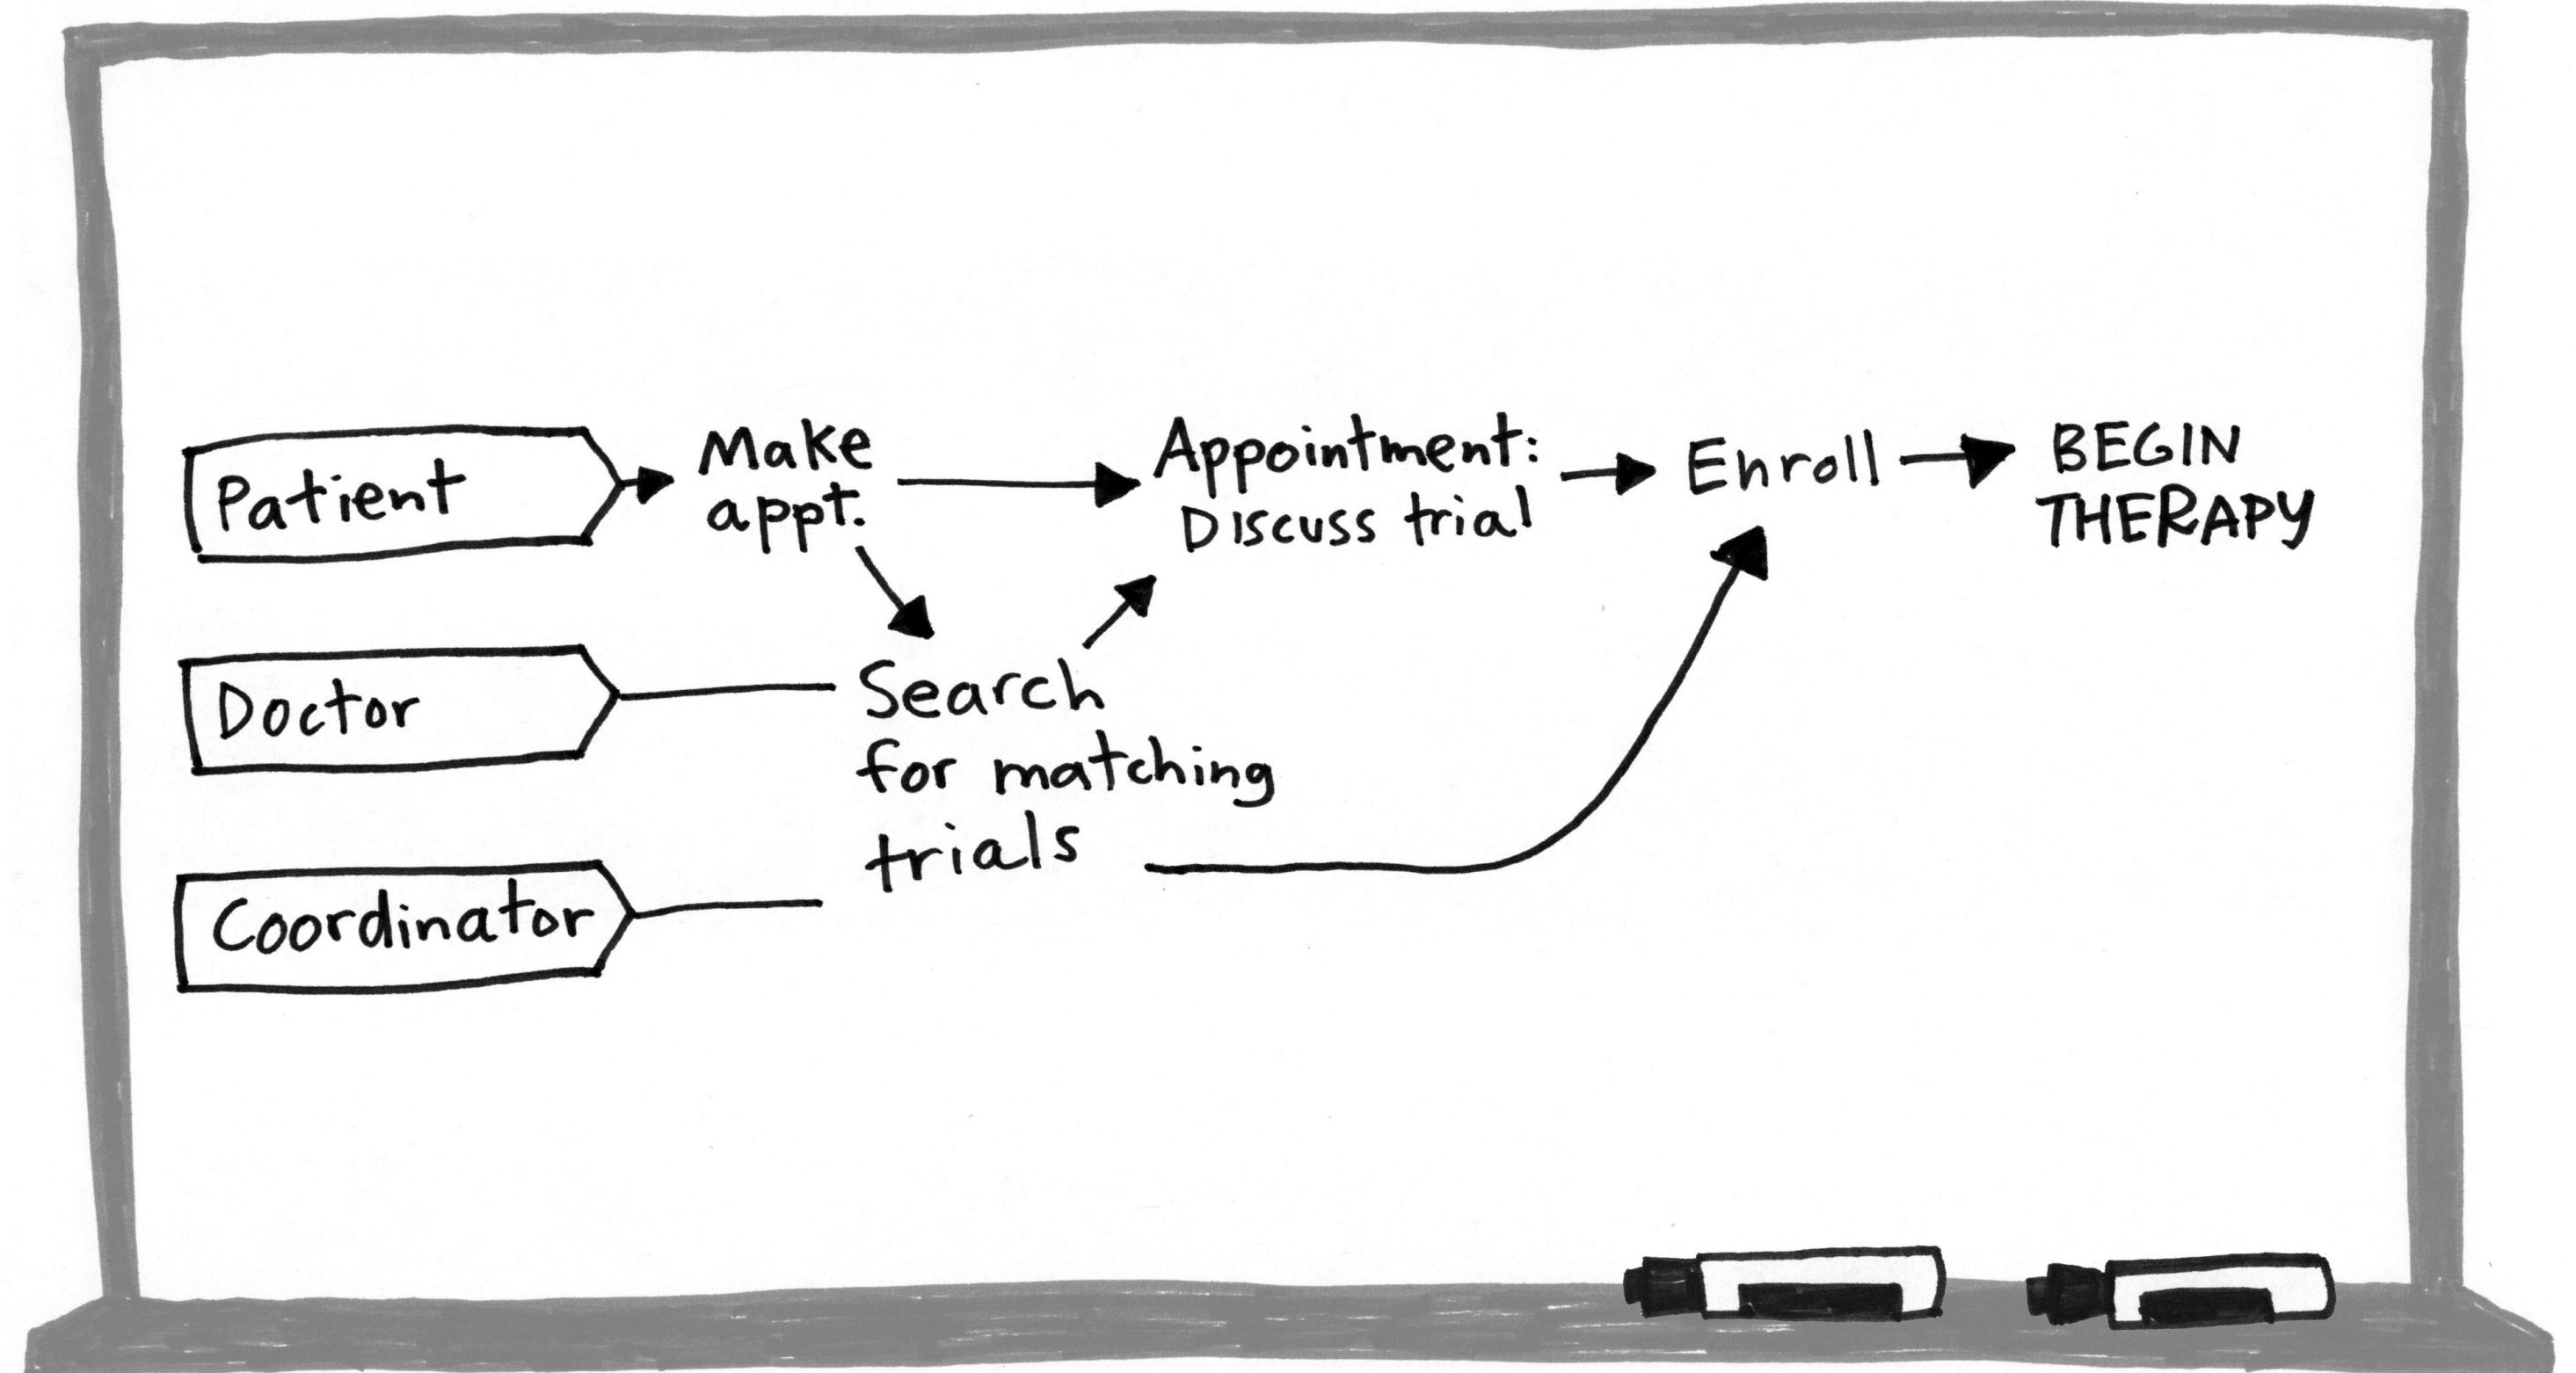 Patient
Make
appt.
Appointment:
Discuss trial
Enroll
BEGIN
THERAPY
Doctor
Search
for matching
trials
Coordinator